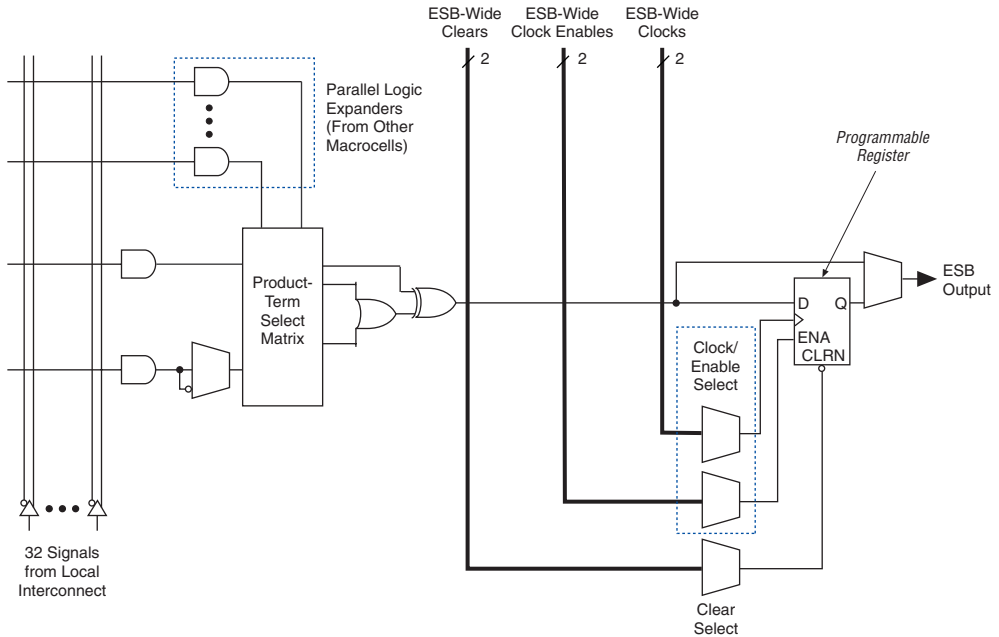 ESB-Wide
Clears
ESB-Wide
Clock Enables
ESB-Wide
Clocks
2
2
2
Parallel Logic
Expanders
(From Other
Macrocells)
Programmable
Register
Product-
Term
Select
Matrix
ESB
Output
D
Q
ENA
CLRN
Clock/
Enable
Select
32 Signals
from Local
Interconnect
Clear
Select